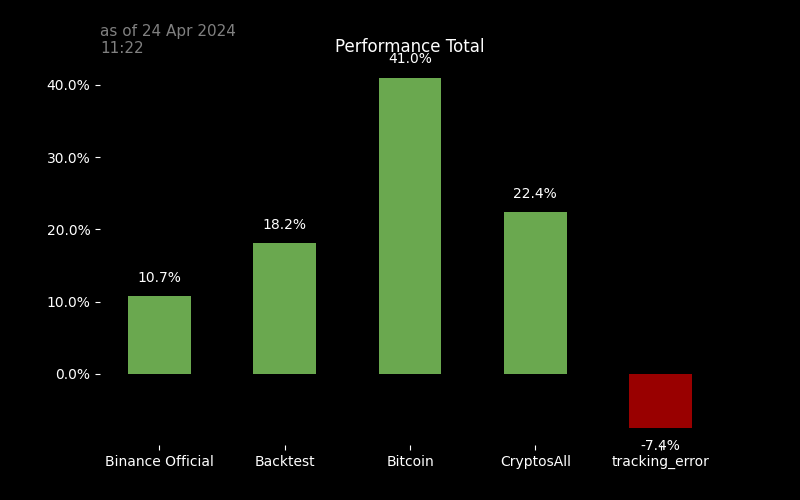 as of 24 Apr 2024
11:22
Performance Total
41.0%
40.0%
30.0%
22.4%
20.0%
18.2%
10.7%
10.0%
0.0%
-7.4%
Binance Official
Backtest
Bitcoin
CryptosAll
tracking_error